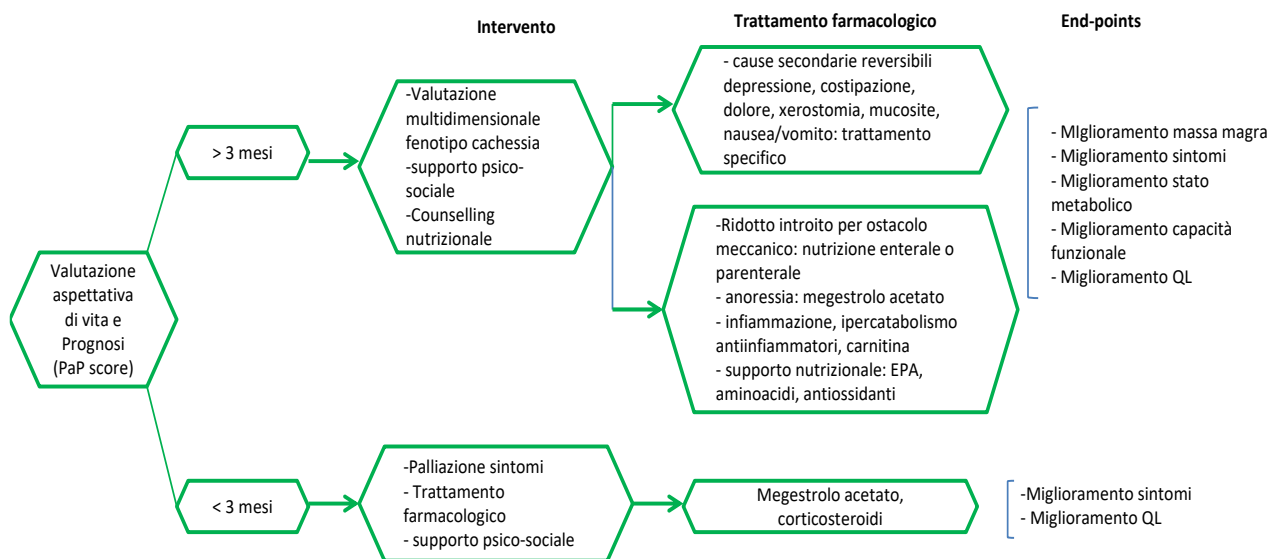 Intervento
Trattamento farmacologico
End-points
Valutazione
aspettativa
di vita e
Prognosi
(PaP score)
> 3 mesi
-Valutazione
multidimensionale
fenotipo cachessia
-supporto psico-
sociale
-Counselling
nutrizionale
- cause secondarie reversibili
depressione, costipazione,
dolore, xerostomia, mucosite,
nausea/vomito: trattamento
specifico
-Ridotto introito per ostacolo
meccanico: nutrizione enterale o
parenterale
- anoressia: megestrolo acetato
- infiammazione, ipercatabolismo
antiinfiammatori, carnitina
- supporto nutrizionale: EPA,
aminoacidi, antiossidanti
- MIglioramento massa magra
- Miglioramento sintomi
- Miglioramento stato
metabolico
- Miglioramento capacità
funzionale
- Miglioramento QL
< 3 mesi
-Palliazione sintomi
- Trattamento
farmacologico
- supporto psico-sociale
Megestrolo acetato,
corticosteroidi
-Miglioramento sintomi
- Miglioramento QL